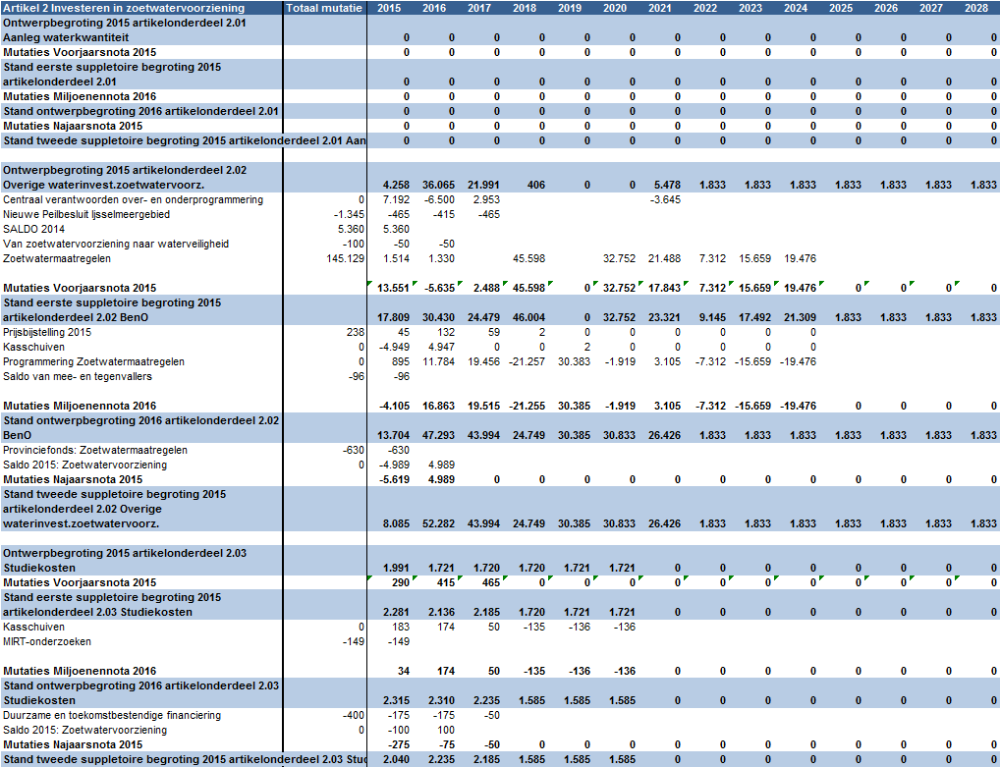 Artikel 2 Investeren in zoetwatervoorziening Totaal mutatie 2015 2016 2017 2018 2019 2020 2021 2022 2023 2024 2025 2026 2027 2028
Ontwerpbegroting 2015 artikelonderdeel 2.01
Aanleg waterkwantiteit 0 0 0 0 0 0 0 0 0 0 0 0 0 0
Mutaties Voorjaarsnota 2015 0 0 0 0 0 0 0 0 0 0 0 0 0 0
Stand eerste suppletoire begroting 2015
artikelonderdeel 2.01 0 0 0 0 0 0 0 0 0 0 0 0 0 0
Mutaties Miljoenennota 2016 0 0 0 0 0 0 0 0 0 0 0 0 0 0
Stand ontwerpbegroting 2016 artikelonderdeel 2.01 0 0 0 0 0 0 0 0 0 0 0 0 0 0
Mutaties Najaarsnota 2015 0 0 0 0 0 0 0 0 0 0 0 0 0 0
Stand tweede suppletoire begroting 2015 artikelonderdeel 2.01 Aan 0 0 0 0 0 0 0 0 0 0 0 0 0 0
Ontwerpbegroting 2015 artikelonderdeel 2.02
Overige waterinvest.zoetwatervoorz. 4.258 36.065 21.991 406 0 0 5.478 1.833 1.833 1.833 1.833 1.833 1.833 1.833
Centraal verantwoorden over- en onderprogrammering 0 7.192 -6.500 2.953 -3.645
Nieuwe Peilbesluit Ijsselmeergebied -1.345 -465 -415 -465
SALDO 2014 5.360 5.360
Van zoetwatervoorziening naar waterveiligheid -100 -50 -50
Zoetwatermaatregelen 145.129 1.514 1.330 45.598 32.752 21.488 7.312 15.659 19.476
Mutaties Voorjaarsnota 2015 13.551 -5.635 2.488 45.598 0 32.752 17.843 7.312 15.659 19.476 0 0 0 0
Stand eerste suppletoire begroting 2015
artikelonderdeel 2.02 BenO 17.809 30.430 24.479 46.004 0 32.752 23.321 9.145 17.492 21.309 1.833 1.833 1.833 1.833
Prijsbijstelling 2015 238 45 132 59 2 0 0 0 0 0 0
Kasschuiven 0 -4.949 4.947 0 0 2 0 0 0 0 0
Programmering Zoetwatermaatregelen 0 895 11.784 19.456 -21.257 30.383 -1.919 3.105 -7.312 -15.659 -19.476
Saldo van mee- en tegenvallers -96 -96
Mutaties Miljoenennota 2016 -4.105 16.863 19.515 -21.255 30.385 -1.919 3.105 -7.312 -15.659 -19.476 0 0 0 0
Stand ontwerpbegroting 2016 artikelonderdeel 2.02
BenO 13.704 47.293 43.994 24.749 30.385 30.833 26.426 1.833 1.833 1.833 1.833 1.833 1.833 1.833
Provinciefonds: Zoetwatermaatregelen -630 -630
Saldo 2015: Zoetwatervoorziening 0 -4.989 4.989
Mutaties Najaarsnota 2015 -5.619 4.989 0 0 0 0 0 0 0 0 0 0 0 0
Stand tweede suppletoire begroting 2015
artikelonderdeel 2.02 Overige
waterinvest.zoetwatervoorz. 8.085 52.282 43.994 24.749 30.385 30.833 26.426 1.833 1.833 1.833 1.833 1.833 1.833 1.833
Ontwerpbegroting 2015 artikelonderdeel 2.03
Studiekosten 1.991 1.721 1.720 1.720 1.721 1.721 0 0 0 0 0 0 0 0
Mutaties Voorjaarsnota 2015 290 415 465 0 0 0 0 0 0 0 0 0 0 0
Stand eerste suppletoire begroting 2015
artikelonderdeel 2.03 Studiekosten 2.281 2.136 2.185 1.720 1.721 1.721 0 0 0 0 0 0 0 0
Kasschuiven 0 183 174 50 -135 -136 -136
MIRT-onderzoeken -149 -149
Mutaties Miljoenennota 2016 34 174 50 -135 -136 -136 0 0 0 0 0 0 0 0
Stand ontwerpbegroting 2016 artikelonderdeel 2.03
Studiekosten 2.315 2.310 2.235 1.585 1.585 1.585 0 0 0 0 0 0 0 0
Duurzame en toekomstbestendige financiering -400 -175 -175 -50
Saldo 2015: Zoetwatervoorziening 0 -100 100
Mutaties Najaarsnota 2015 -275 -75 -50 0 0 0 0 0 0 0 0 0 0 0
Stand tweede suppletoire begroting 2015 artikelonderdeel 2.03 Stud 2.040 2.235 2.185 1.585 1.585 1.585 0 0 0 0 0 0 0 0